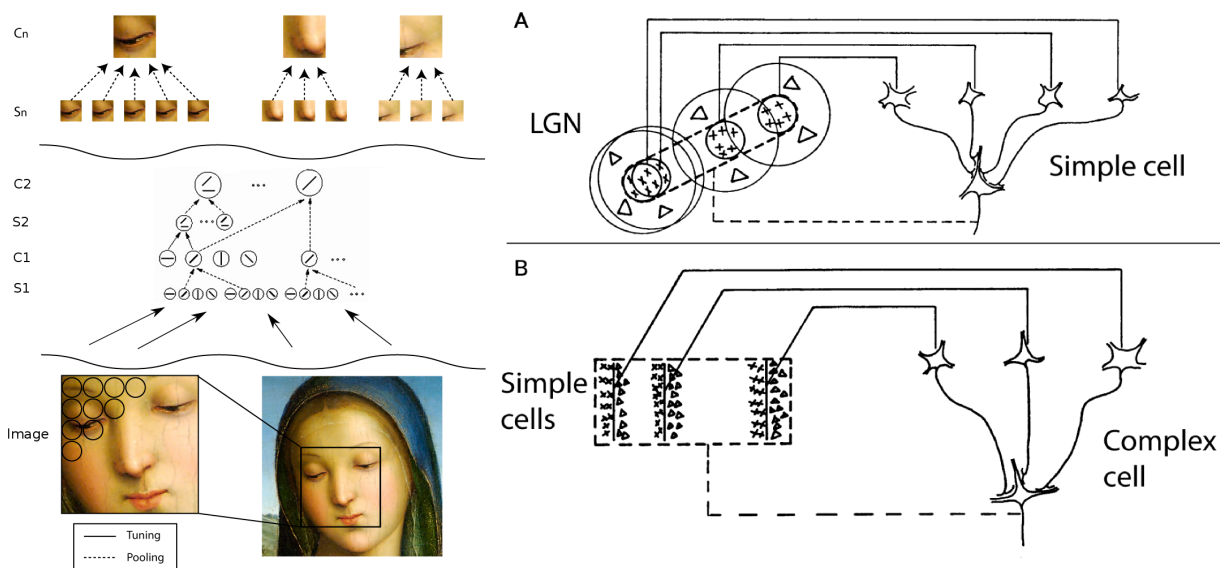 Cn
Sn
C2
S2
C1
S1
Image
Tuning
Pooling
A
LGN
Simple cell
B
Simple
cells
Complex
cell